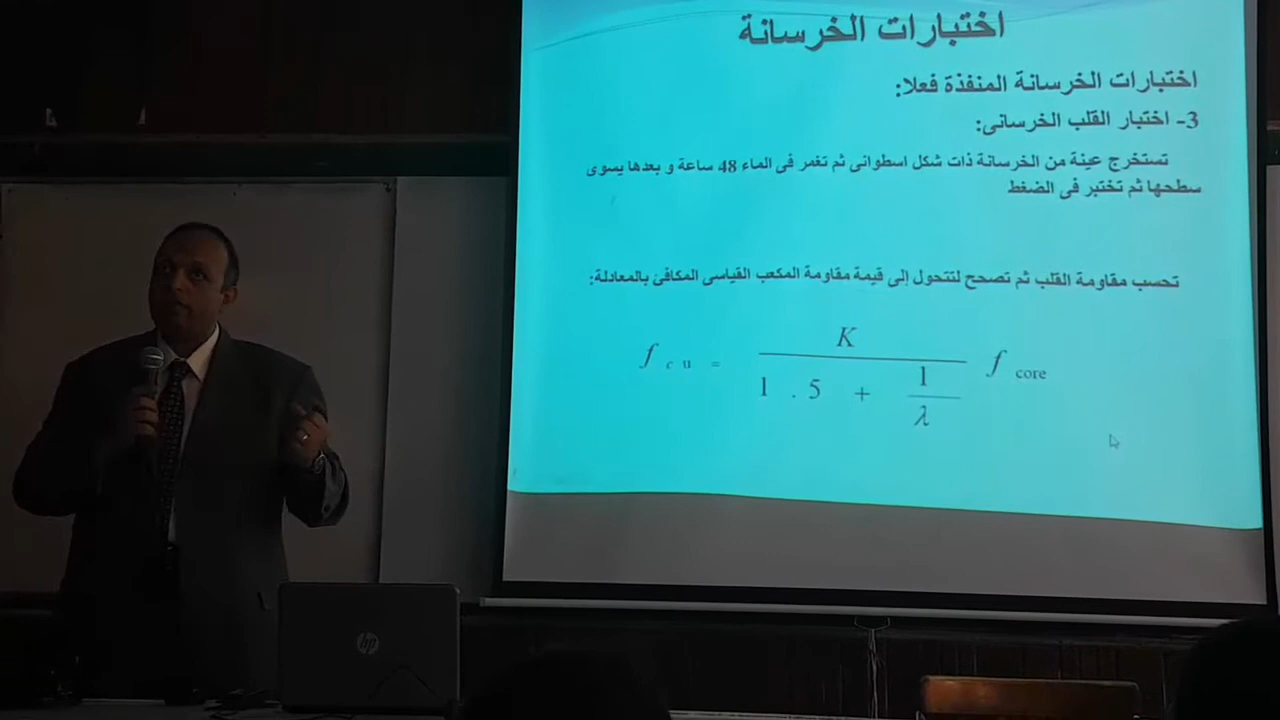 اختبارات الخرسانة
اختبارات الخرسانة المنفذة فعلا:
3- اختبار القلب الخرسانى:
تستخرج عينة من الخرسانة ذات شكل اسطوانى ثم تغمر فى الماء 48 ساعة و بعدها يسوى
سطحها ثم تختبر فى الضغط
تحسب مقاومة القلب ثم تصحح لتتحول إلى قيمة مقاومة المكعب القياسى المكافئ بالمعادلة:
f cu = K / (1.5 + 1/λ) f core
hp